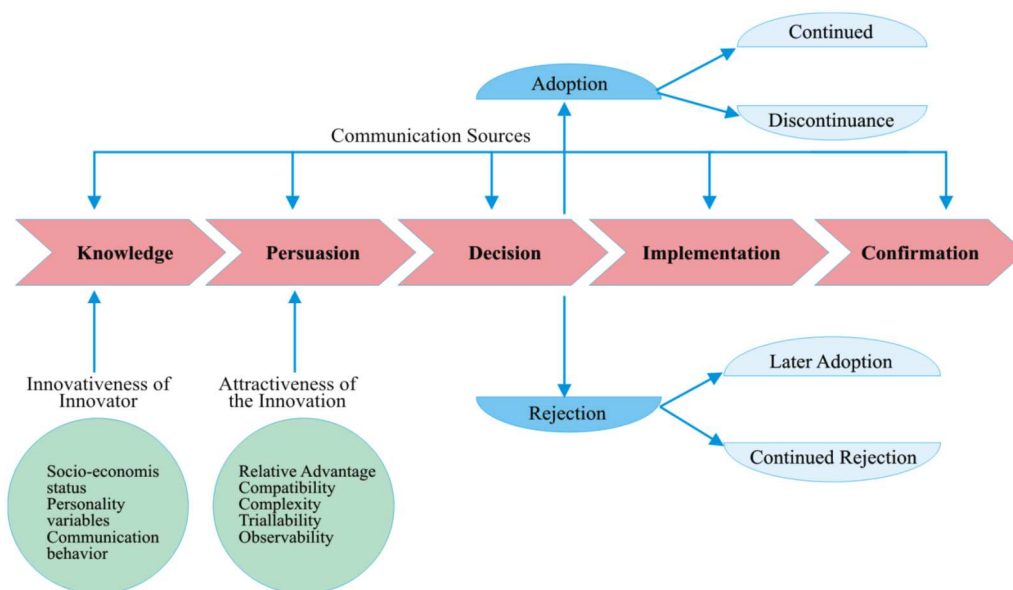 Continued
Adoption
Discontinuance
Communication Sources
Knowledge
Persuasion
Decision
Implementation
Confirmation
Innovativeness of
Innovator
Attractiveness of
the Innovation
Later Adoption
Rejection
Continued Rejection
Socio-economis
status
Personality
variables
Communication
behavior
Relative Advantage
Compatibility
Complexity
Triallability
Observability